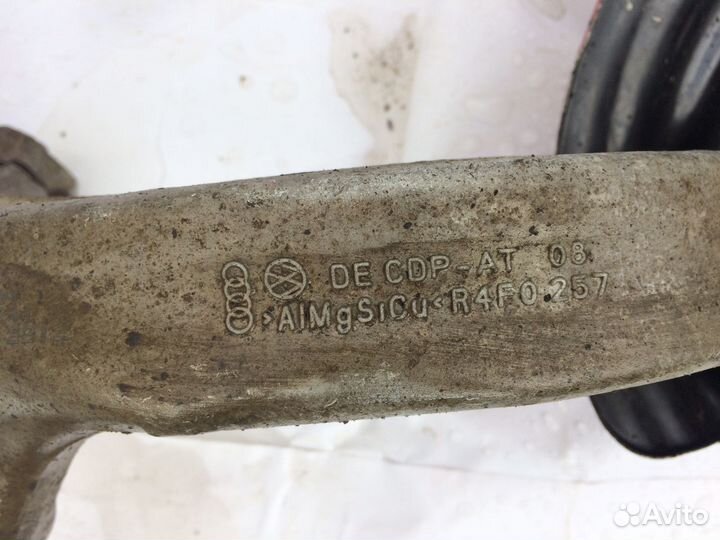 DE CDP-AT 08
>AlMgSiCu<R4F0.257
Avito